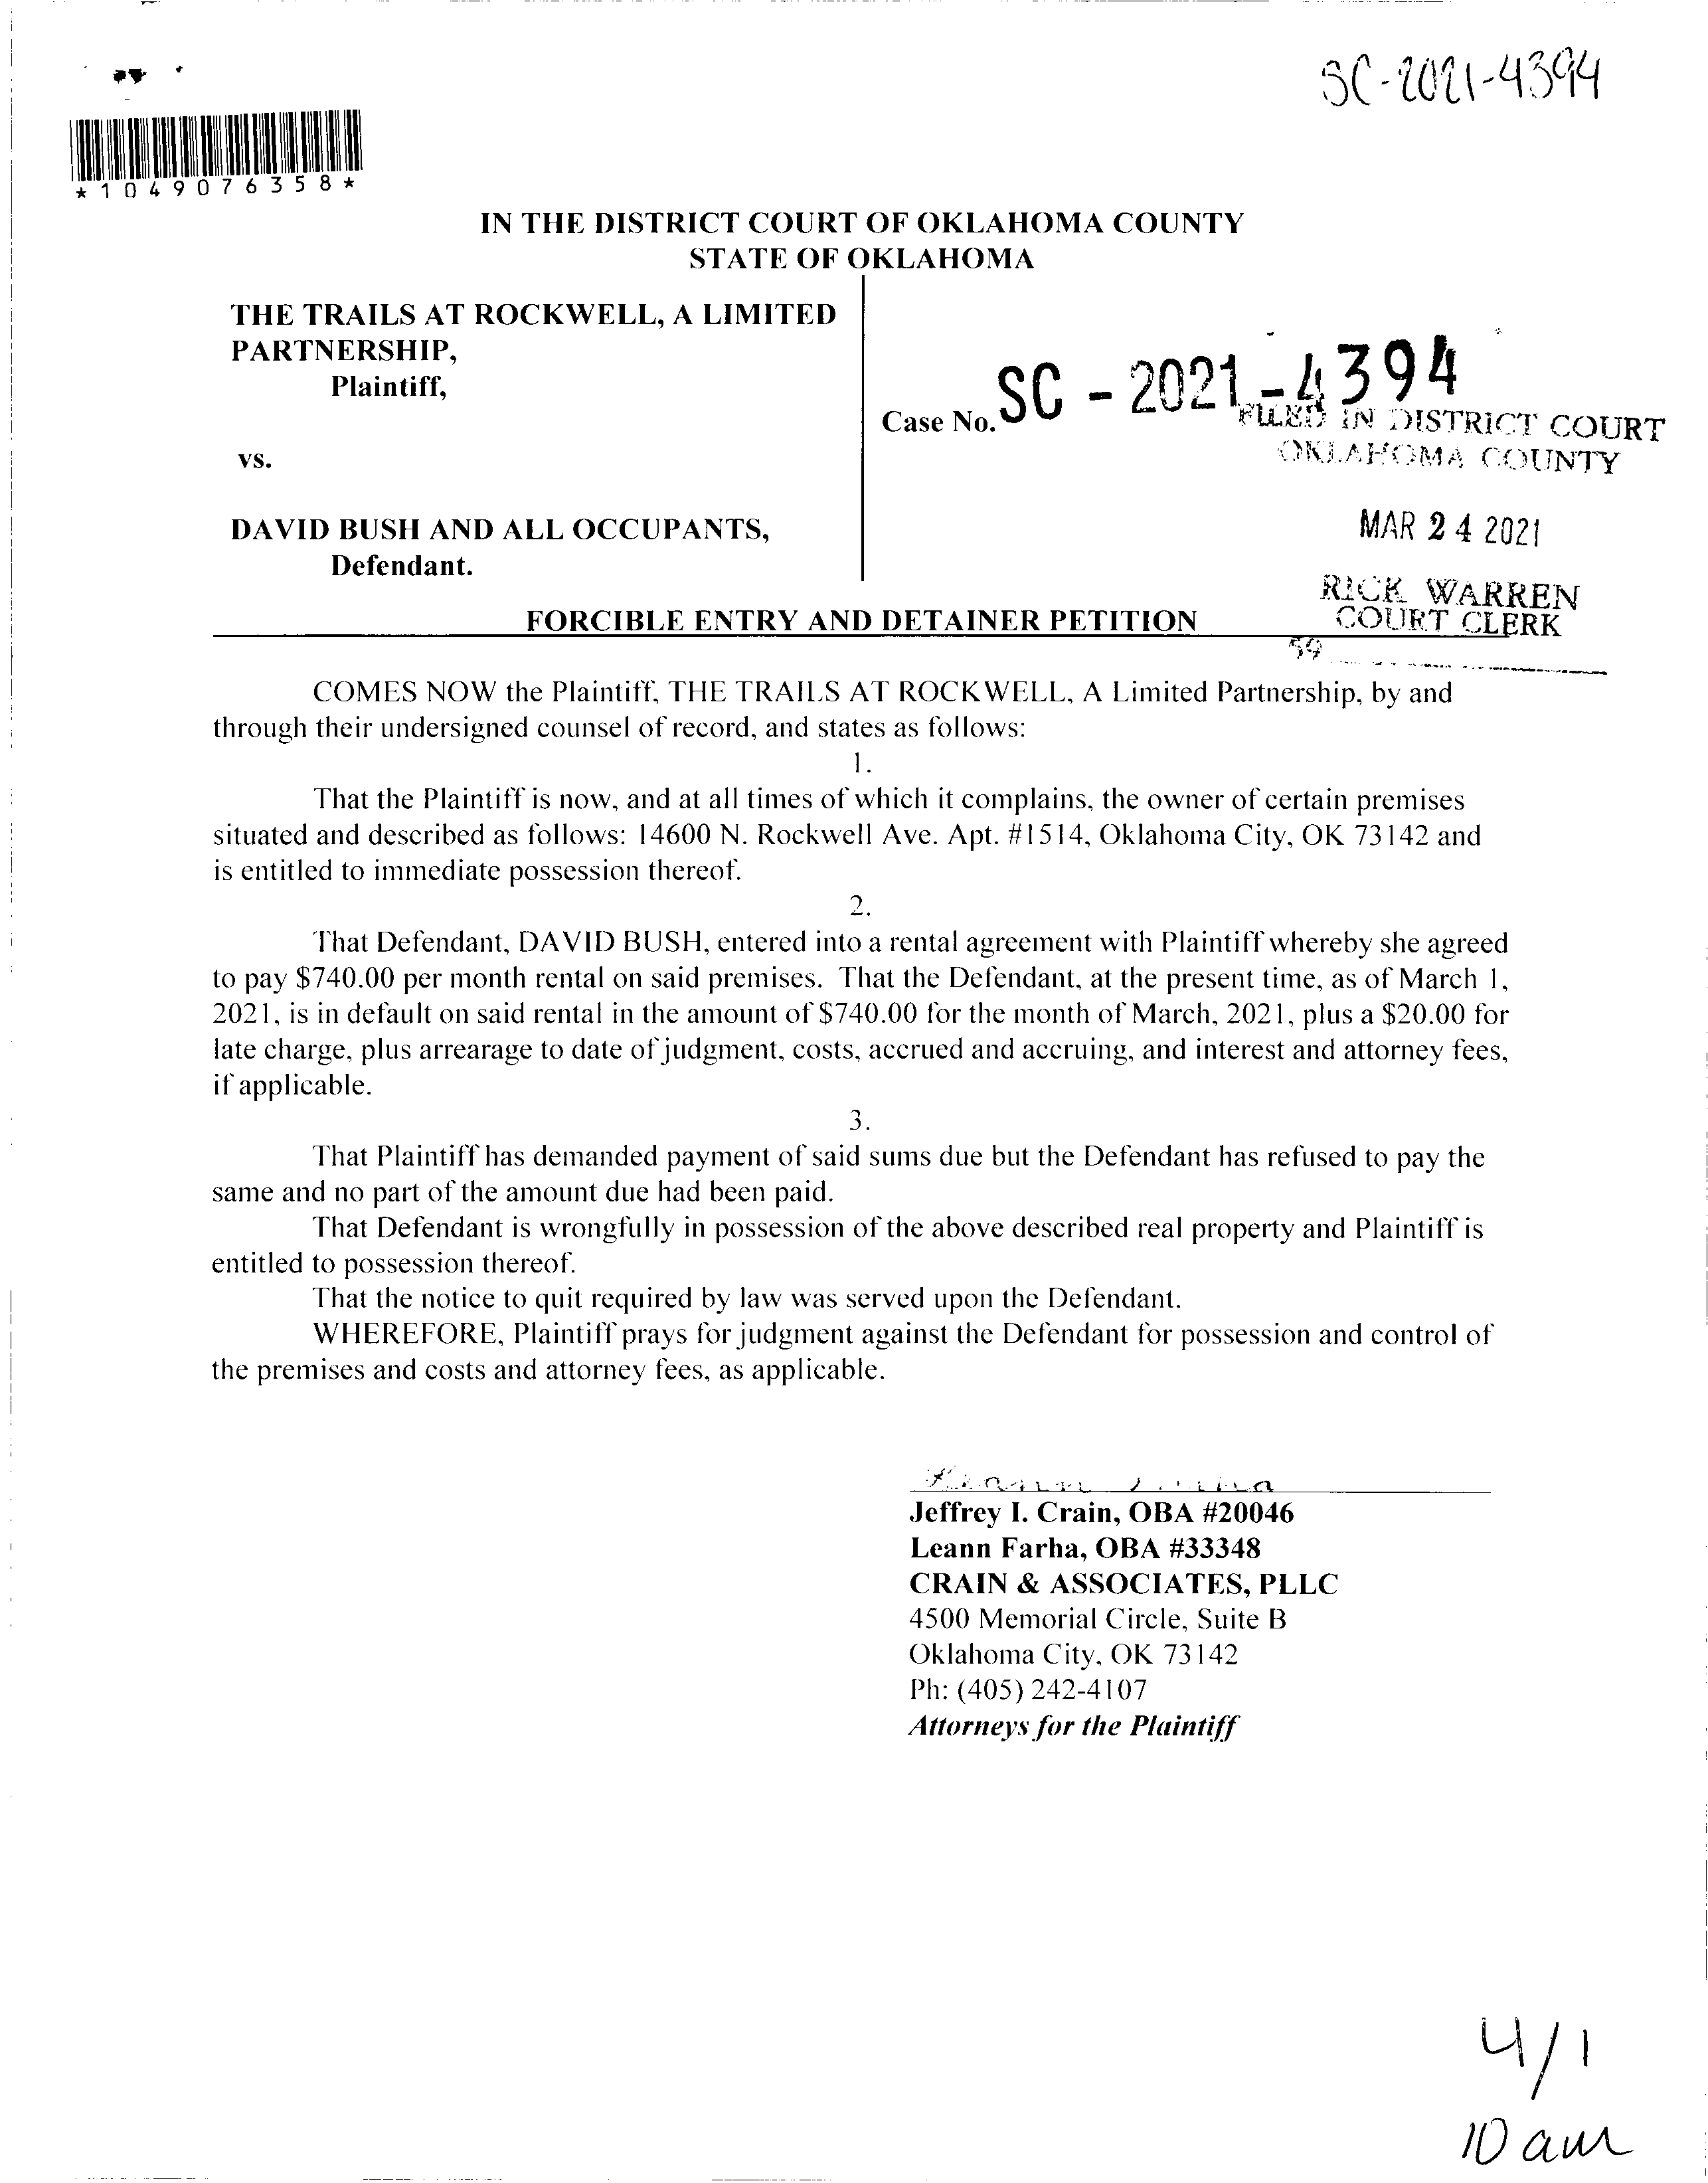 SC-2021-4394
*1049076358*
IN THE DISTRICT COURT OF OKLAHOMA COUNTY
STATE OF OKLAHOMA
THE TRAILS AT ROCKWELL, A LIMITED
PARTNERSHIP,
Plaintiff,
Case No. SC - 2021 - 4394
FILED IN DISTRICT COURT
OKLAHOMA COUNTY
vs.
MAR 24 2021
DAVID BUSH AND ALL OCCUPANTS,
Defendant.
RICK WARREN
COURT CLERK
FORCIBLE ENTRY AND DETAINER PETITION
COMES NOW the Plaintiff, THE TRAILS AT ROCKWELL, A Limited Partnership, by and
through their undersigned counsel of record, and states as follows:
1.
That the Plaintiff is now, and at all times of which it complains, the owner of certain premises
situated and described as follows: 14600 N. Rockwell Ave. Apt. #1514, Oklahoma City, OK 73142 and
is entitled to immediate possession thereof.
2.
That Defendant, DAVID BUSH, entered into a rental agreement with Plaintiff whereby she agreed
to pay $740.00 per month rental on said premises. That the Defendant, at the present time, as of March 1,
2021, is in default on said rental in the amount of $740.00 for the month of March, 2021, plus a $20.00 for
late charge, plus arrearage to date of judgment, costs, accrued and accruing, and interest and attorney fees,
if applicable.
3.
That Plaintiff has demanded payment of said sums due but the Defendant has refused to pay the
same and no part of the amount due had been paid.
That Defendant is wrongfully in possession of the above described real property and Plaintiff is
entitled to possession thereof.
That the notice to quit required by law was served upon the Defendant.
WHEREFORE, Plaintiff prays for judgment against the Defendant for possession and control of
the premises and costs and attorney fees, as applicable.
Jeffrey I. Crain, OBA #20046
Leann Farha, OBA #33348
CRAIN & ASSOCIATES, PLLC
4500 Memorial Circle, Suite B
Oklahoma City, OK 73142
Ph: (405) 242-4107
Attorneys for the Plaintiff
4/1
10 am